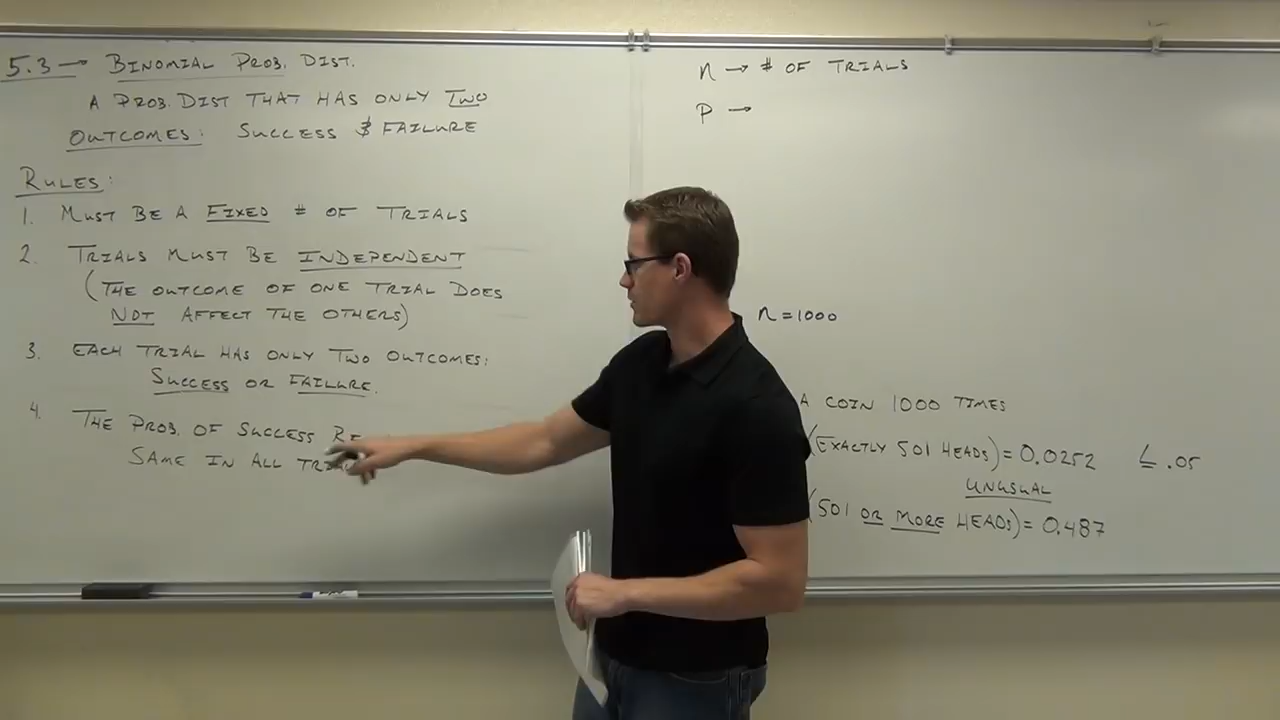 5.3 → BINOMIAL PROB. DIST.
A PROB. DIST THAT HAS ONLY TWO
OUTCOMES: SUCCESS & FAILURE
RULES:
1. MUST BE A FIXED # OF TRIALS
2. TRIALS MUST BE INDEPENDENT
(THE OUTCOME OF ONE TRIAL DOES
NOT AFFECT THE OTHERS)
3. EACH TRIAL HAS ONLY TWO OUTCOMES:
SUCCESS OR FAILURE.
4. THE PROB. OF SUCCESS
SAME IN ALL
n → # OF TRIALS
P →
n=1000
A COIN 1000 TIMES
(EXACTLY 501 HEADS) = 0.0252 ≤ .05
UNUSUAL
(501 OR MORE HEADS) = 0.487